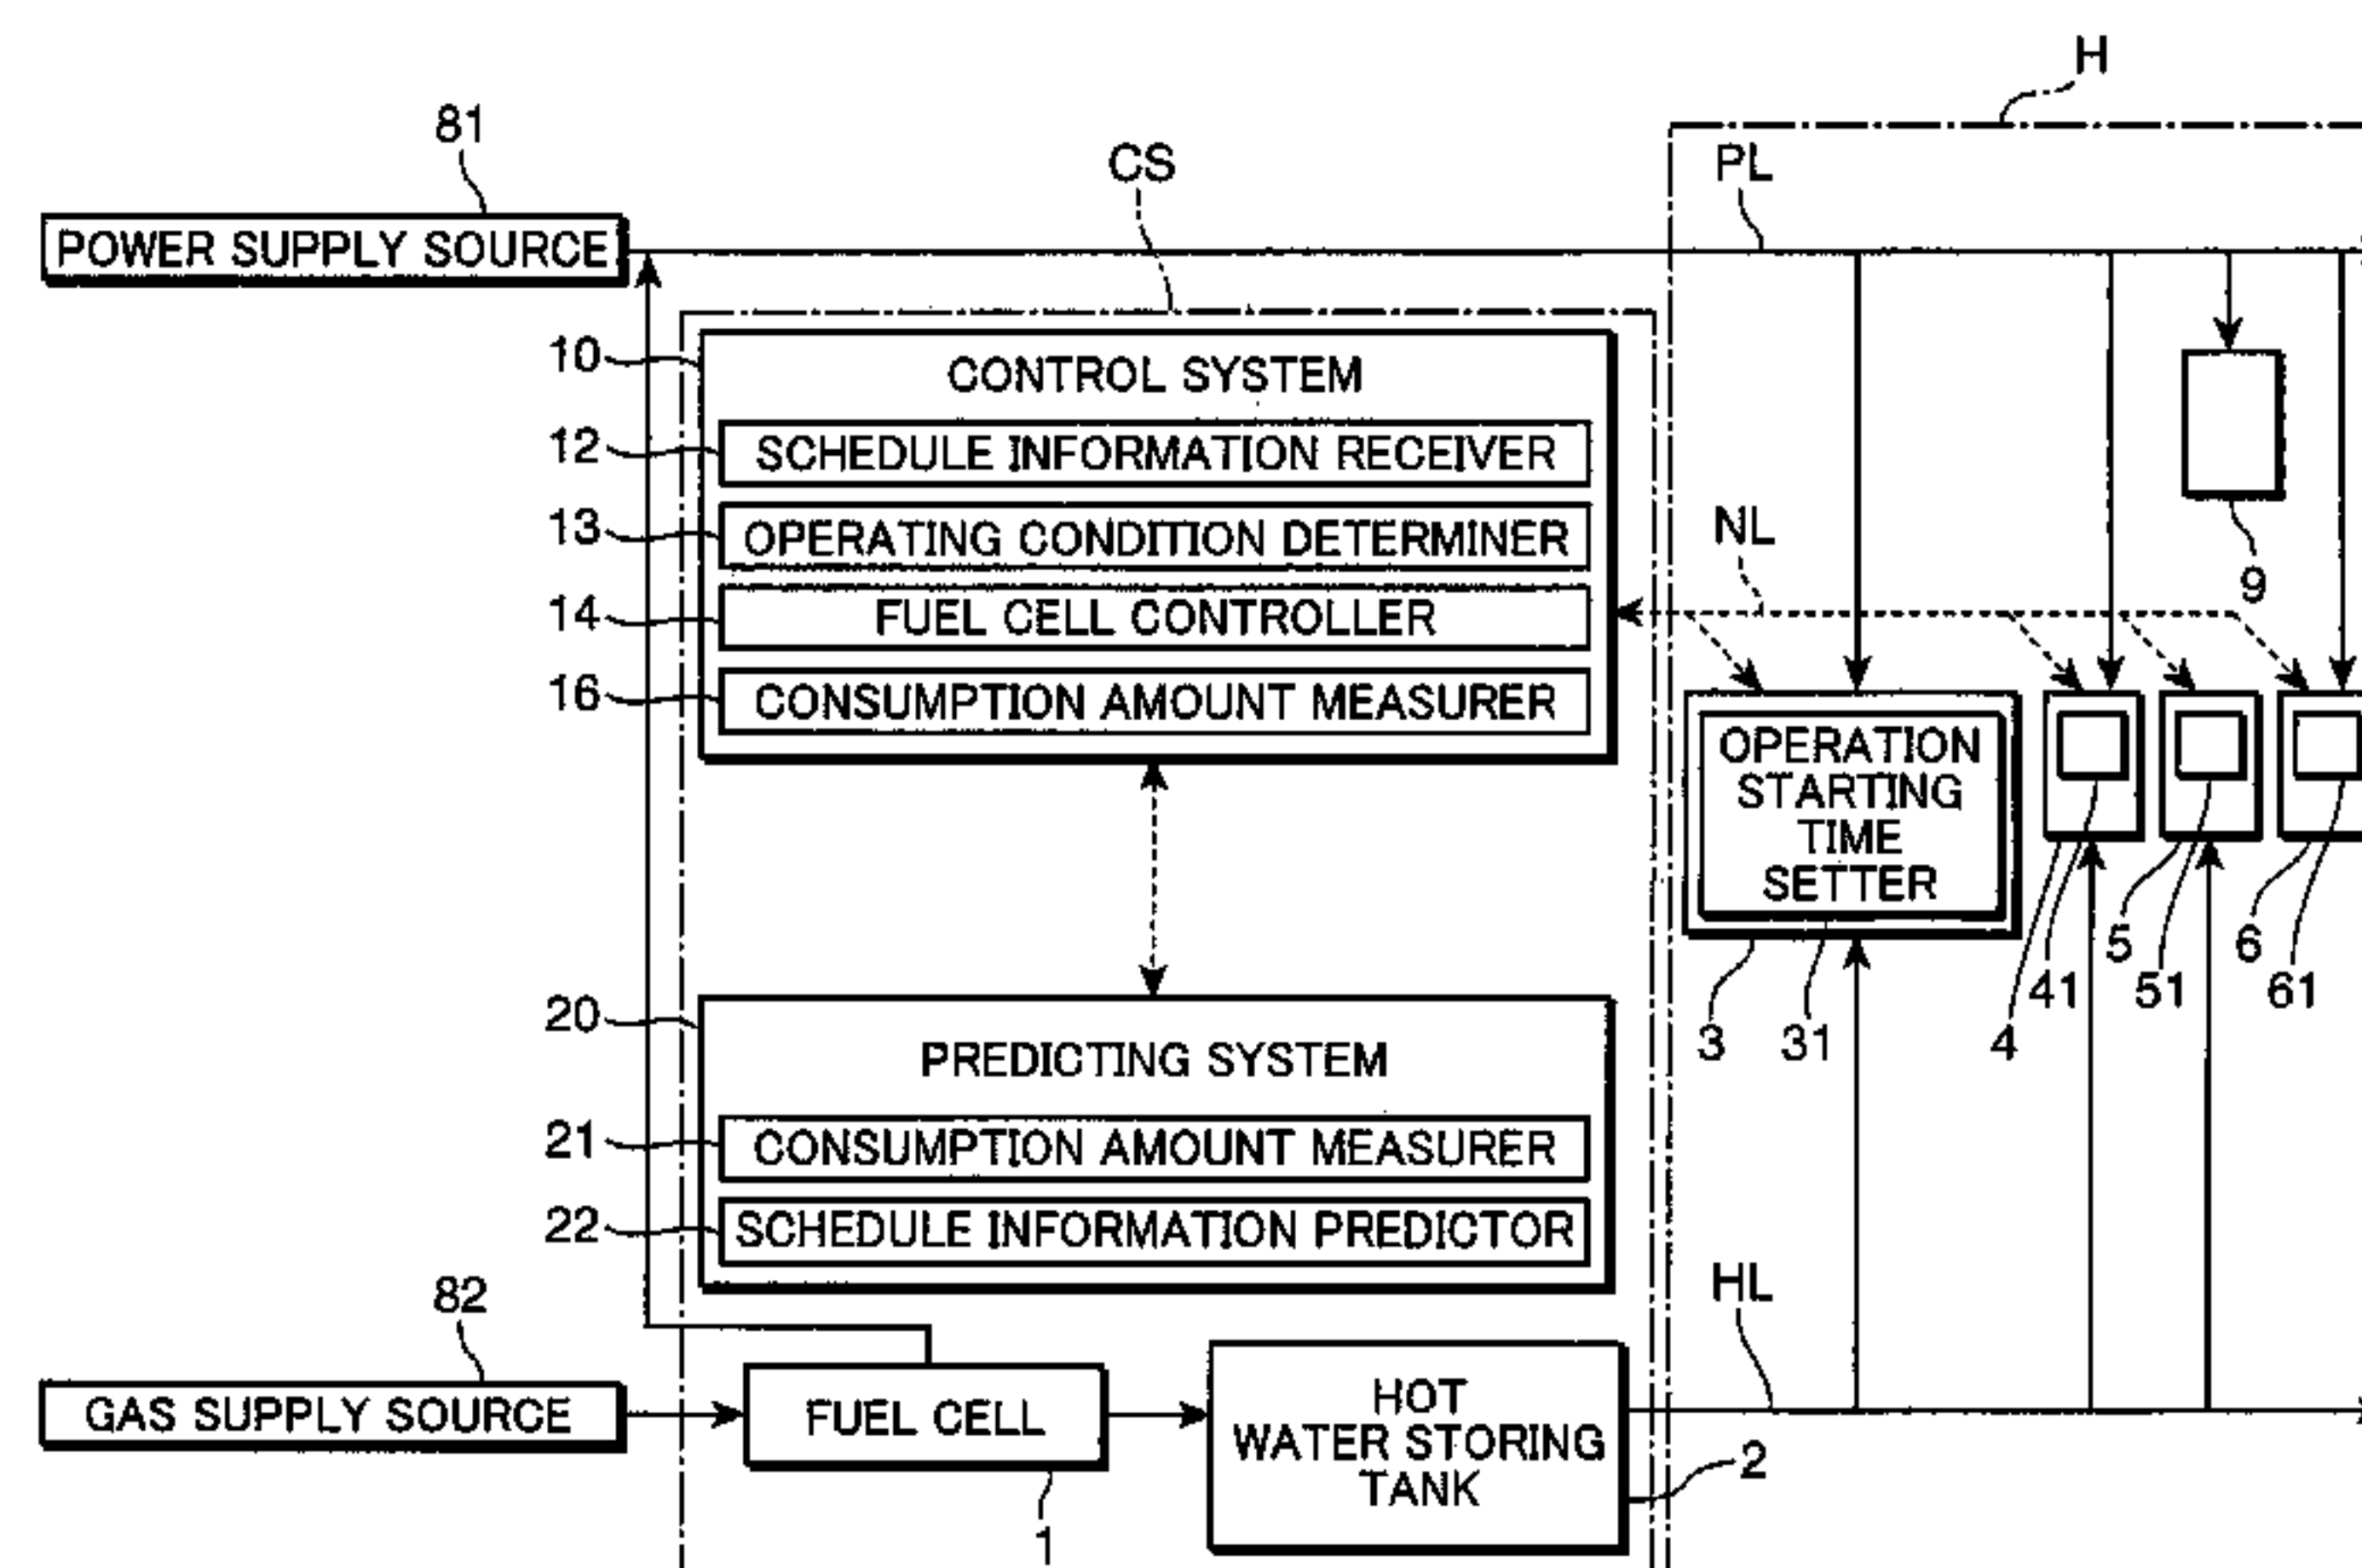 H
81
CS
PL
POWER SUPPLY SOURCE
10
CONTROL SYSTEM
12
SCHEDULE INFORMATION RECEIVER
13
OPERATING CONDITION DETERMINER
NL
9
14
FUEL CELL CONTROLLER
16
CONSUMPTION AMOUNT MEASURER
OPERATION
STARTING
TIME
SETTER
5
6
41
51
61
3
31
4
20
PREDICTING SYSTEM
21
CONSUMPTION AMOUNT MEASURER
22
SCHEDULE INFORMATION PREDICTOR
82
HL
GAS SUPPLY SOURCE
FUEL CELL
HOT
WATER STORING
TANK
2
1